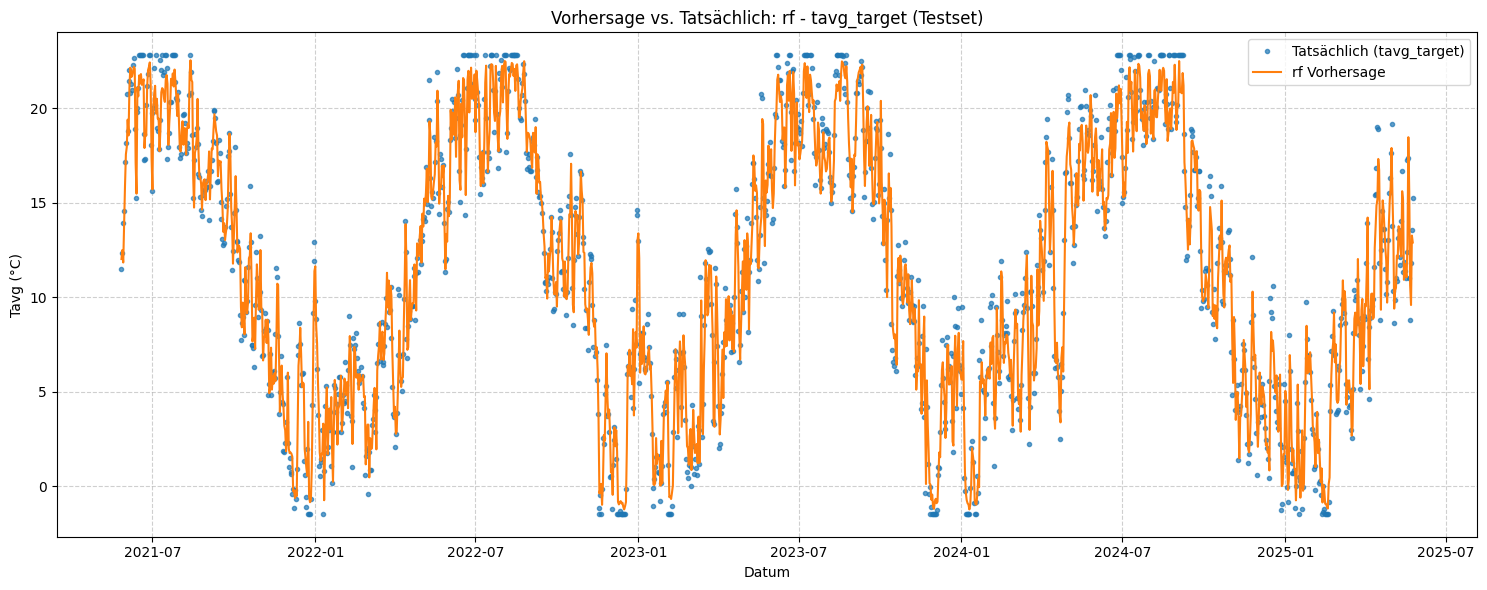 Vorhersage vs. Tatsächlich: rf - tavg_target (Testset)
Tatsächlich (tavg_target)
rf Vorhersage
Tavg (°C)
20
15
10
5
0
2021-07
2022-01
2022-07
2023-01
2023-07
2024-01
2024-07
2025-01
2025-07
Datum